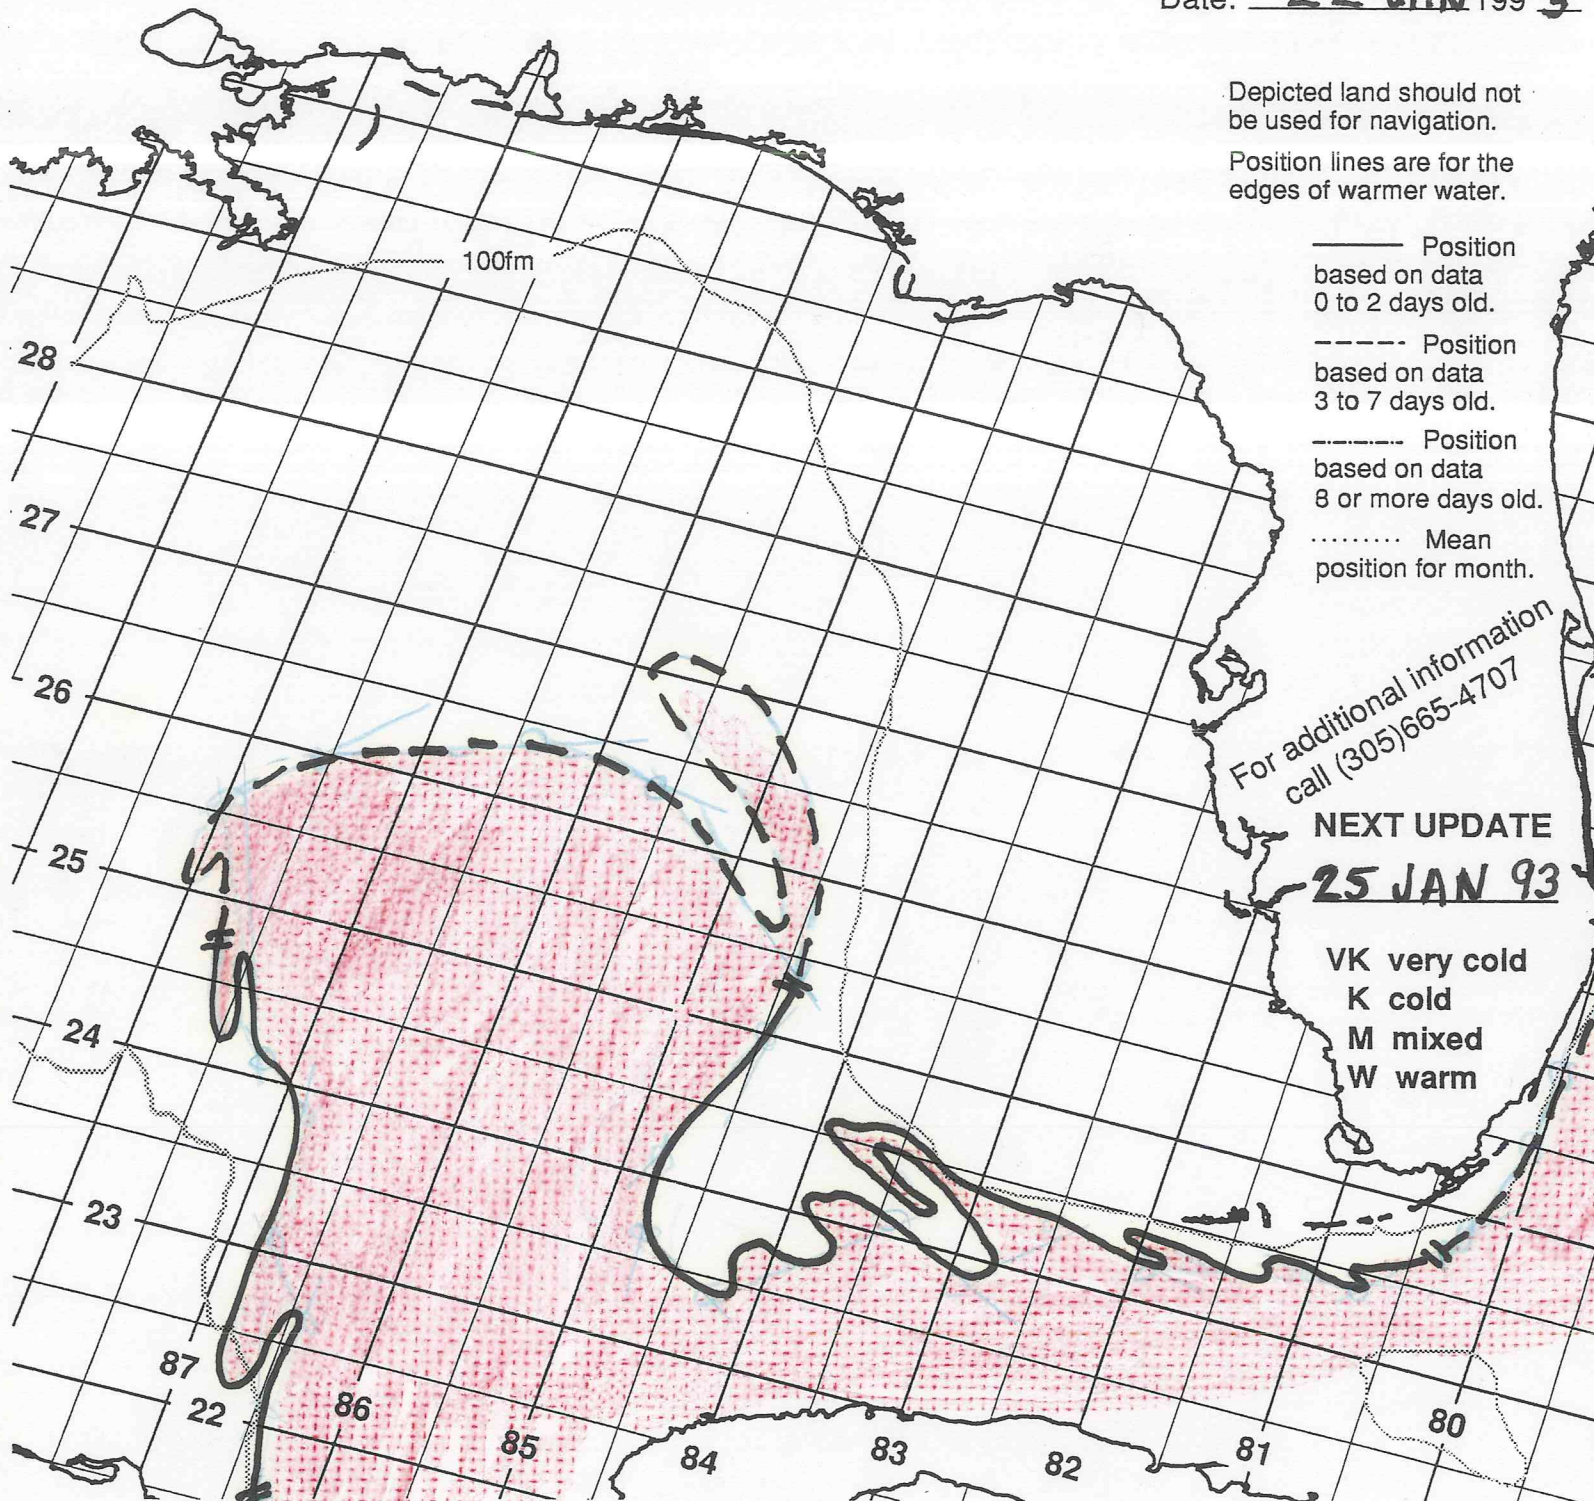 Date: 22 JAN 1993
Depicted land should not
be used for navigation.
Position lines are for the
edges of warmer water.
Position
based on data
0 to 2 days old.
Position
based on data
3 to 7 days old.
Position
based on data
8 or more days old.
Mean
position for month.
For additional information
call (305)665-4707
NEXT UPDATE
25 JAN 93
VK very cold
K cold
M mixed
W warm
100fm
28
27
26
25
24
23
22
87
86
85
84
83
82
81
80